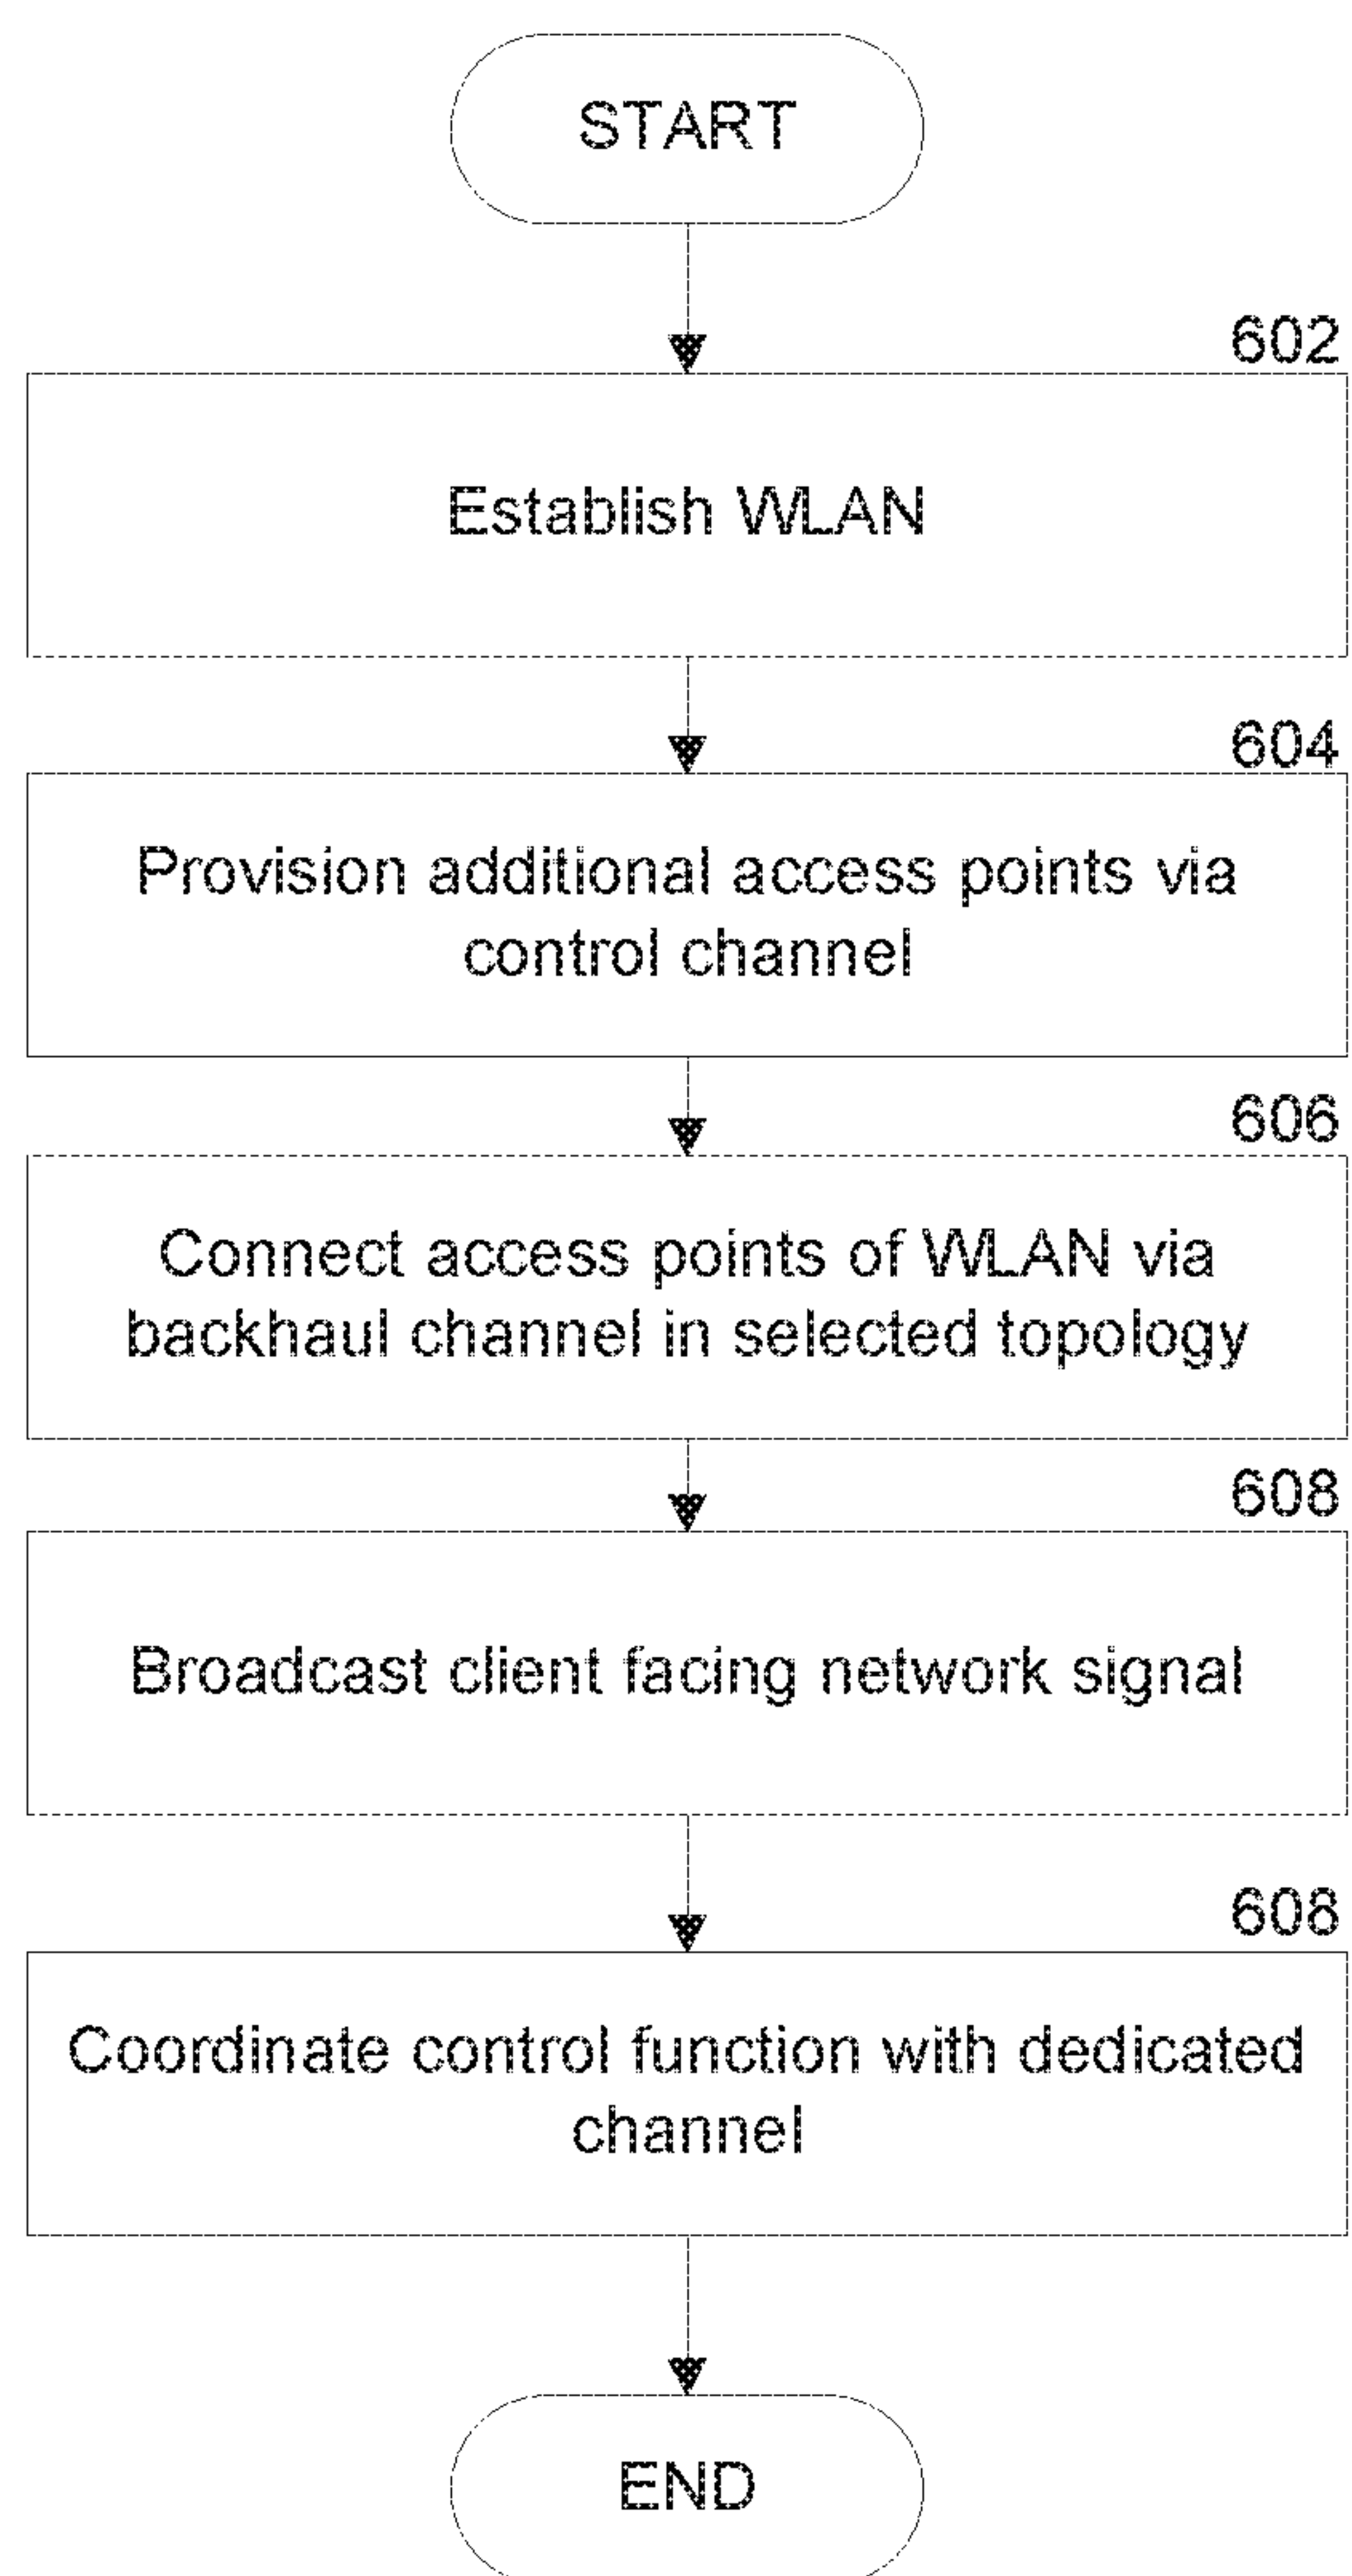 START
602
Establish WLAN
604
Provision additional access points via
control channel
606
Connect access points of WLAN via
backhaul channel in selected topology
608
Broadcast client facing network signal
608
Coordinate control function with dedicated
channel
END